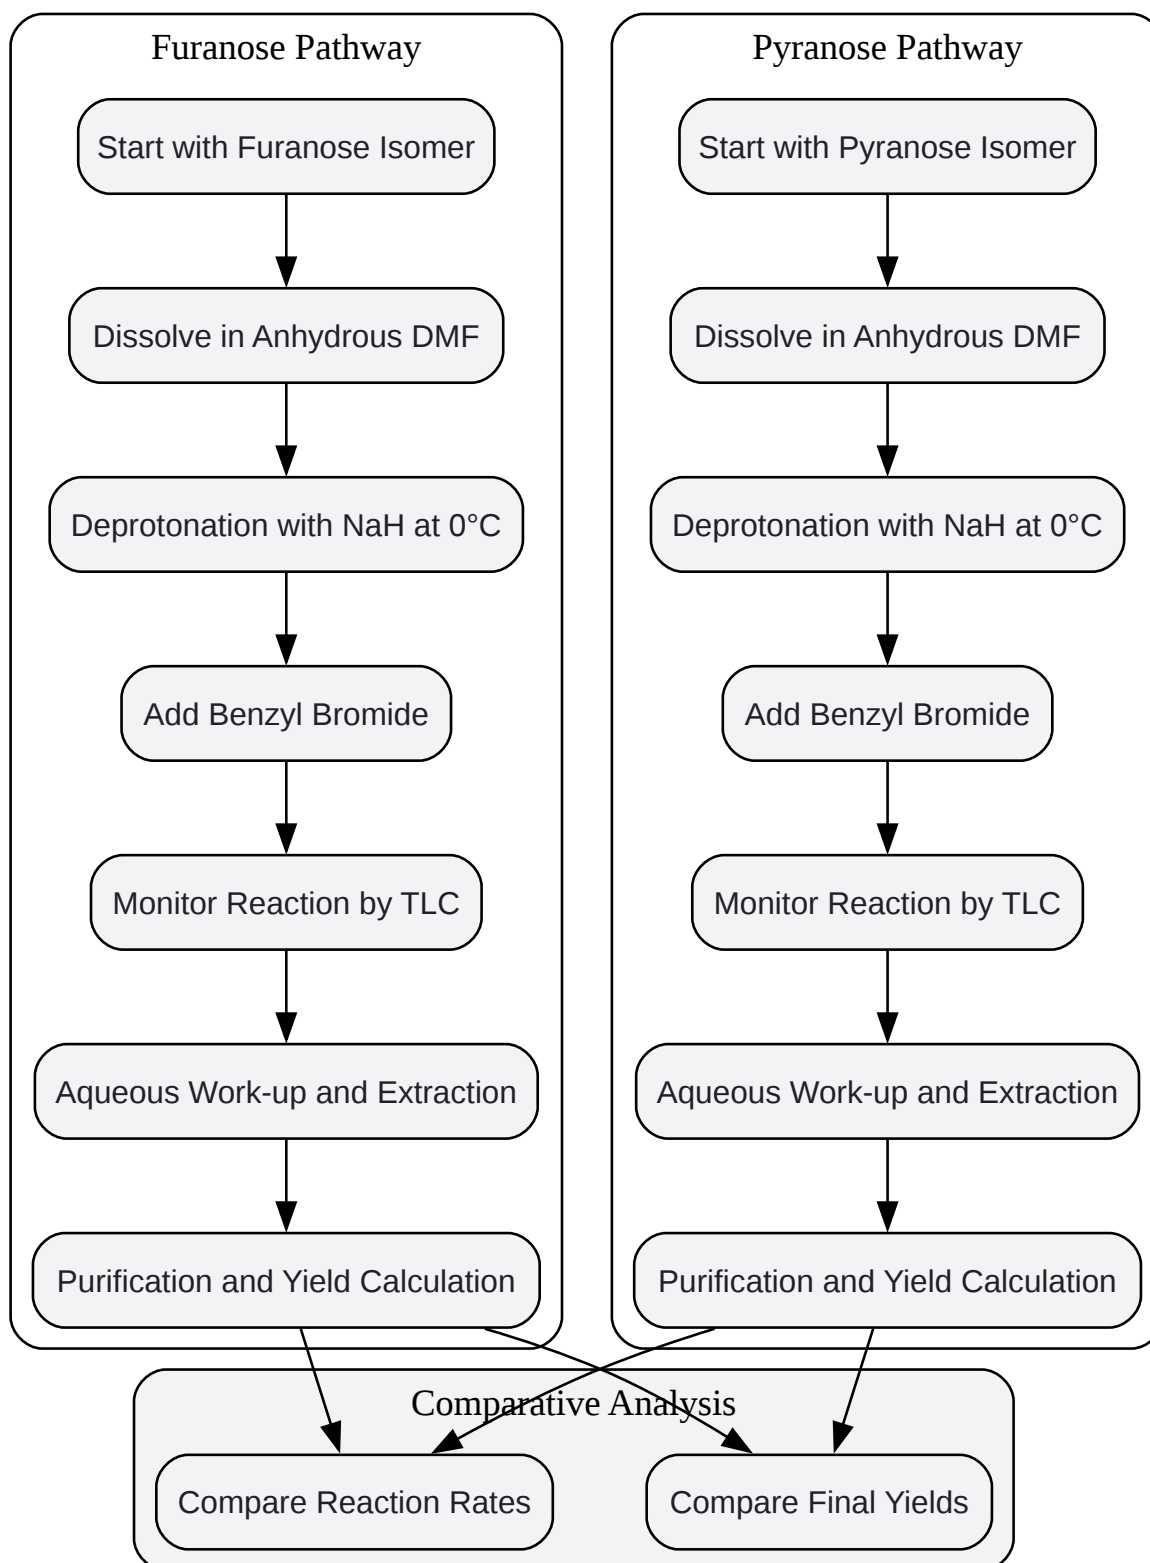 Furanose Pathway
Start with Furanose Isomer
Dissolve in Anhydrous DMF
Deprotonation with NaH at 0°C
Add Benzyl Bromide
Monitor Reaction by TLC
Aqueous Work-up and Extraction
Purification and Yield Calculation
Pyranose Pathway
Start with Pyranose Isomer
Dissolve in Anhydrous DMF
Deprotonation with NaH at 0°C
Add Benzyl Bromide
Monitor Reaction by TLC
Aqueous Work-up and Extraction
Purification and Yield Calculation
Comparative Analysis
Compare Reaction Rates
Compare Final Yields